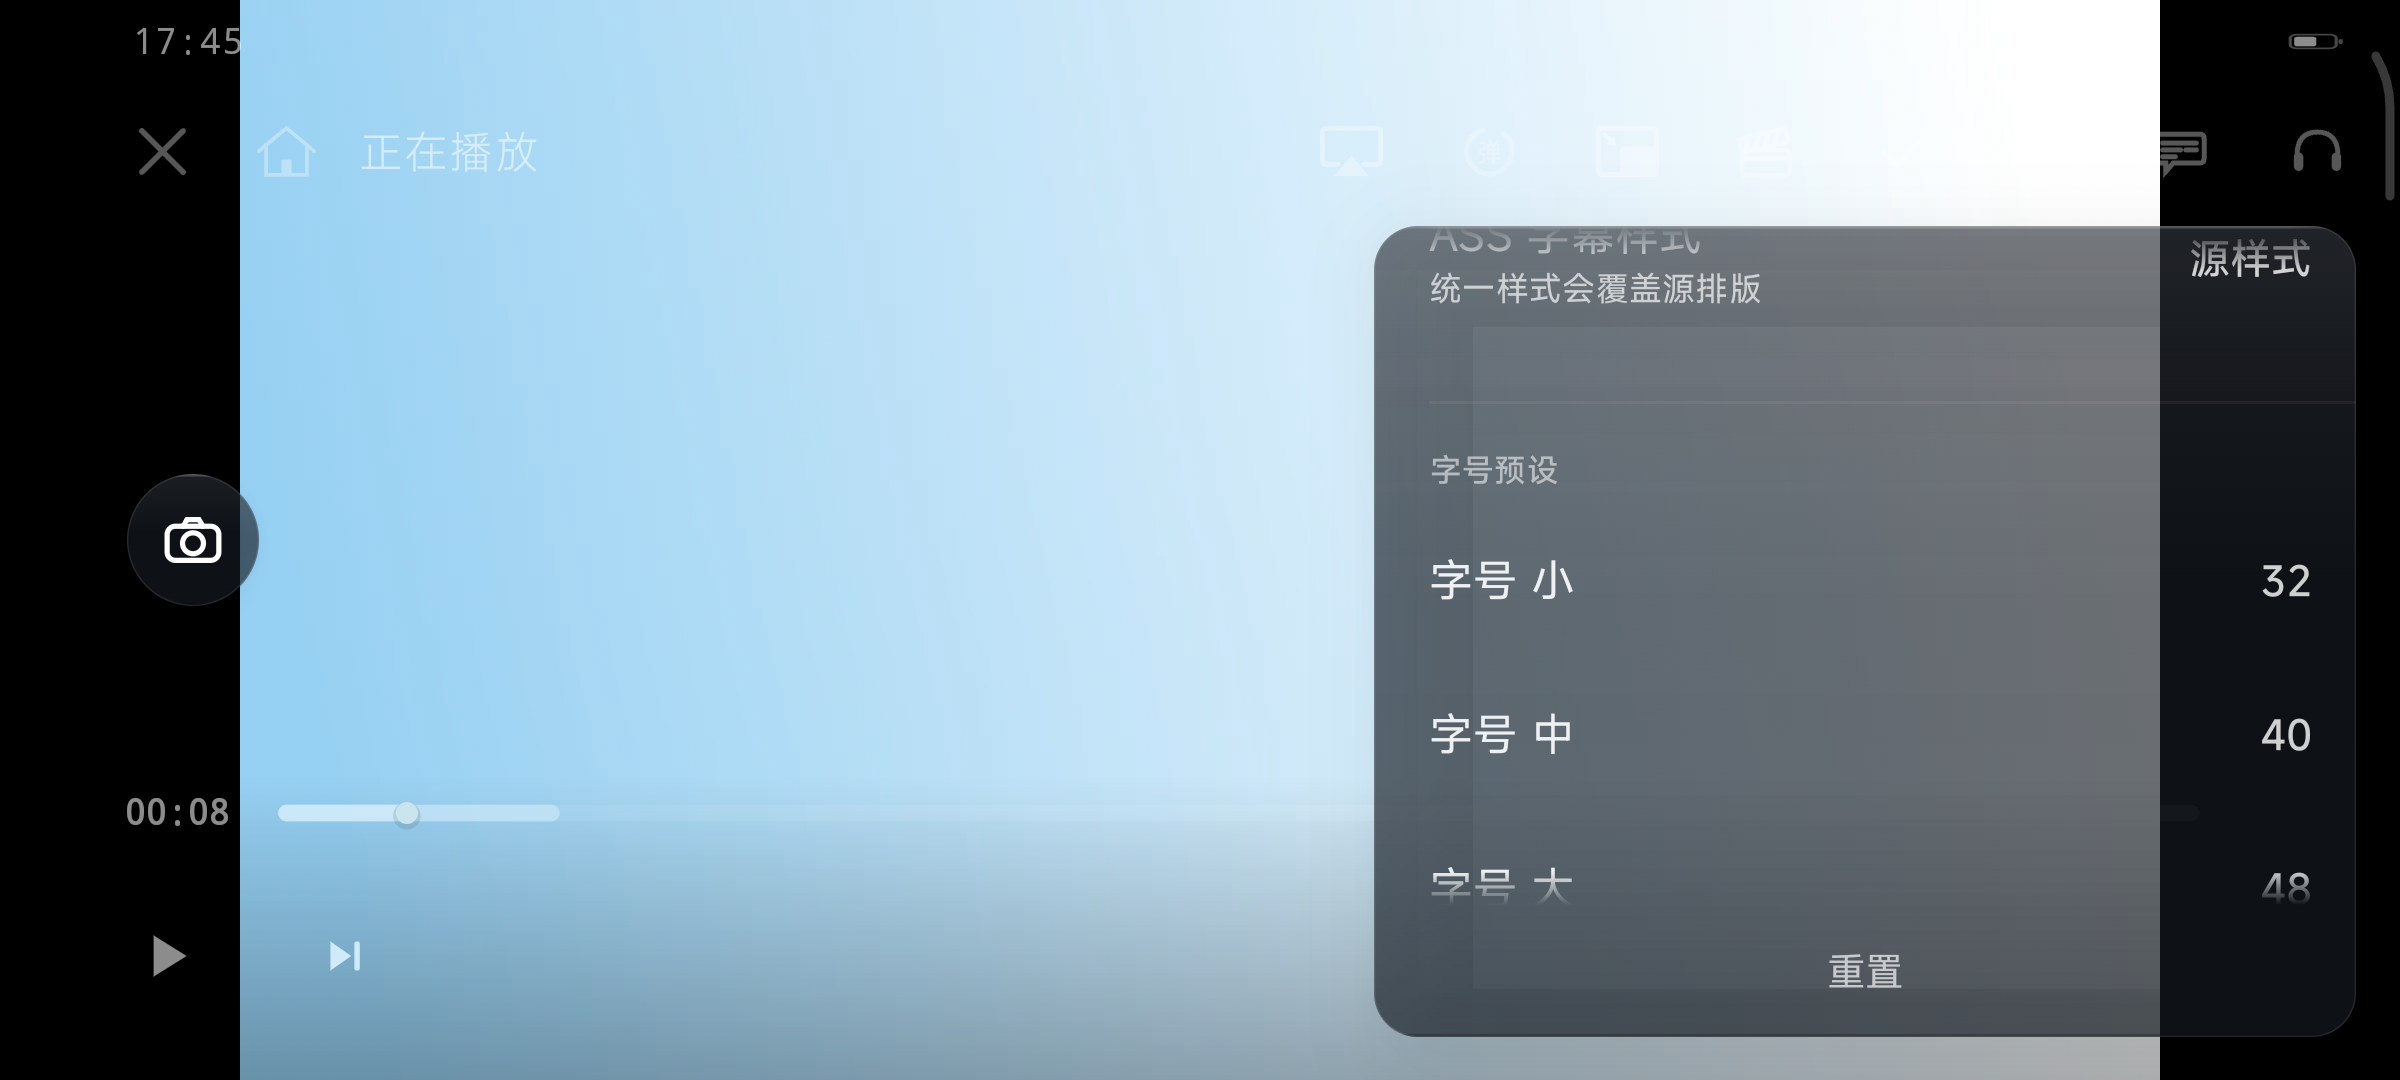 17:45
正在播放
弹
ASS 字幕样式
源样式
统一样式会覆盖源排版
字号预设
字号 小
32
字号 中
40
00:08
字号 大
48
重置